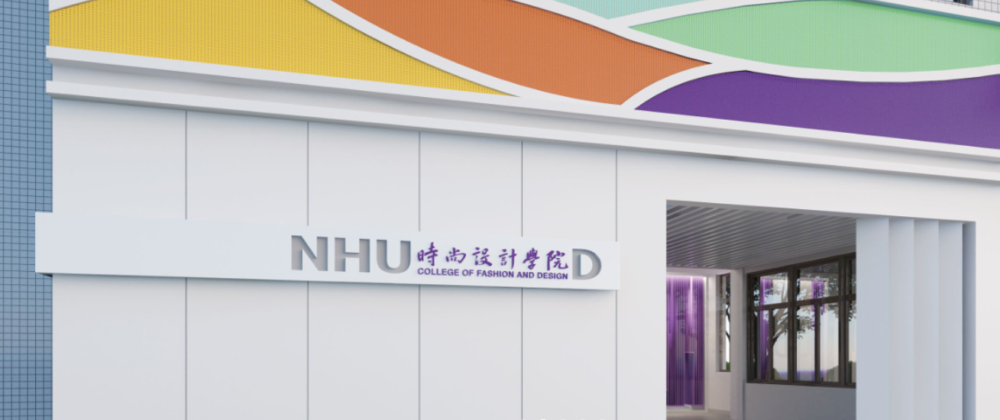 NHU時尚設計學院D
COLLEGE OF FASHION AND DESIGN